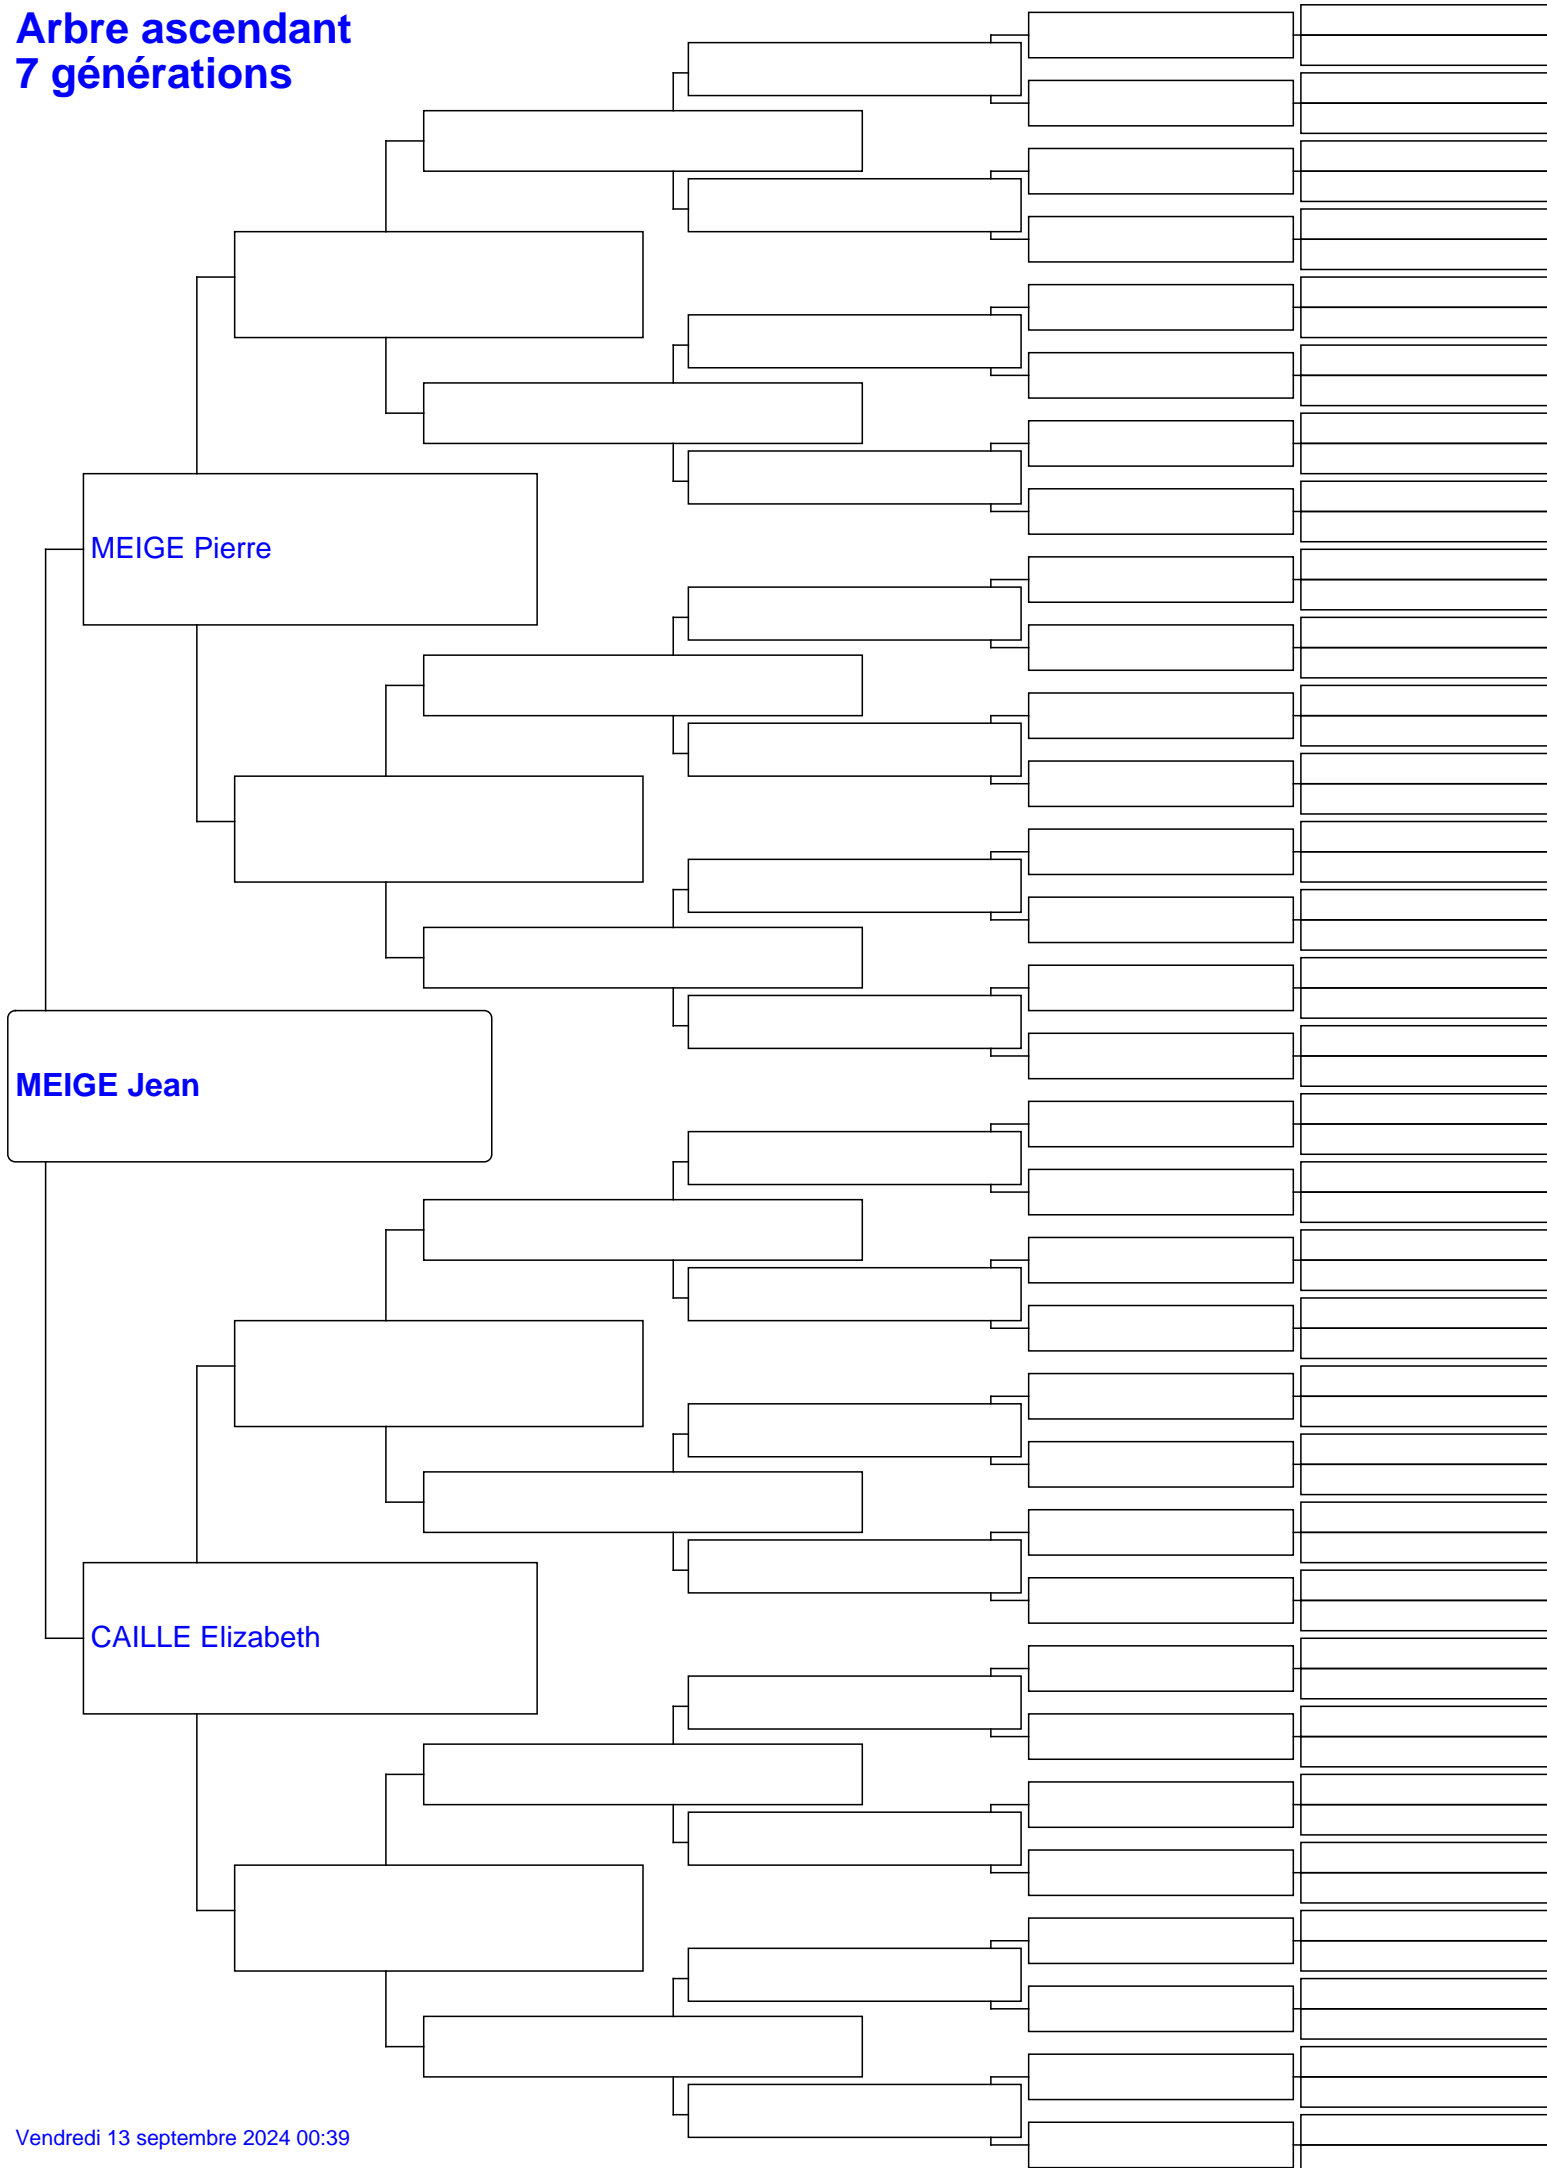 Arbre ascendant
7 générations
MEIGE Pierre
MEIGE Jean
CAILLE Elizabeth
Vendredi 13 septembre 2024 00:39